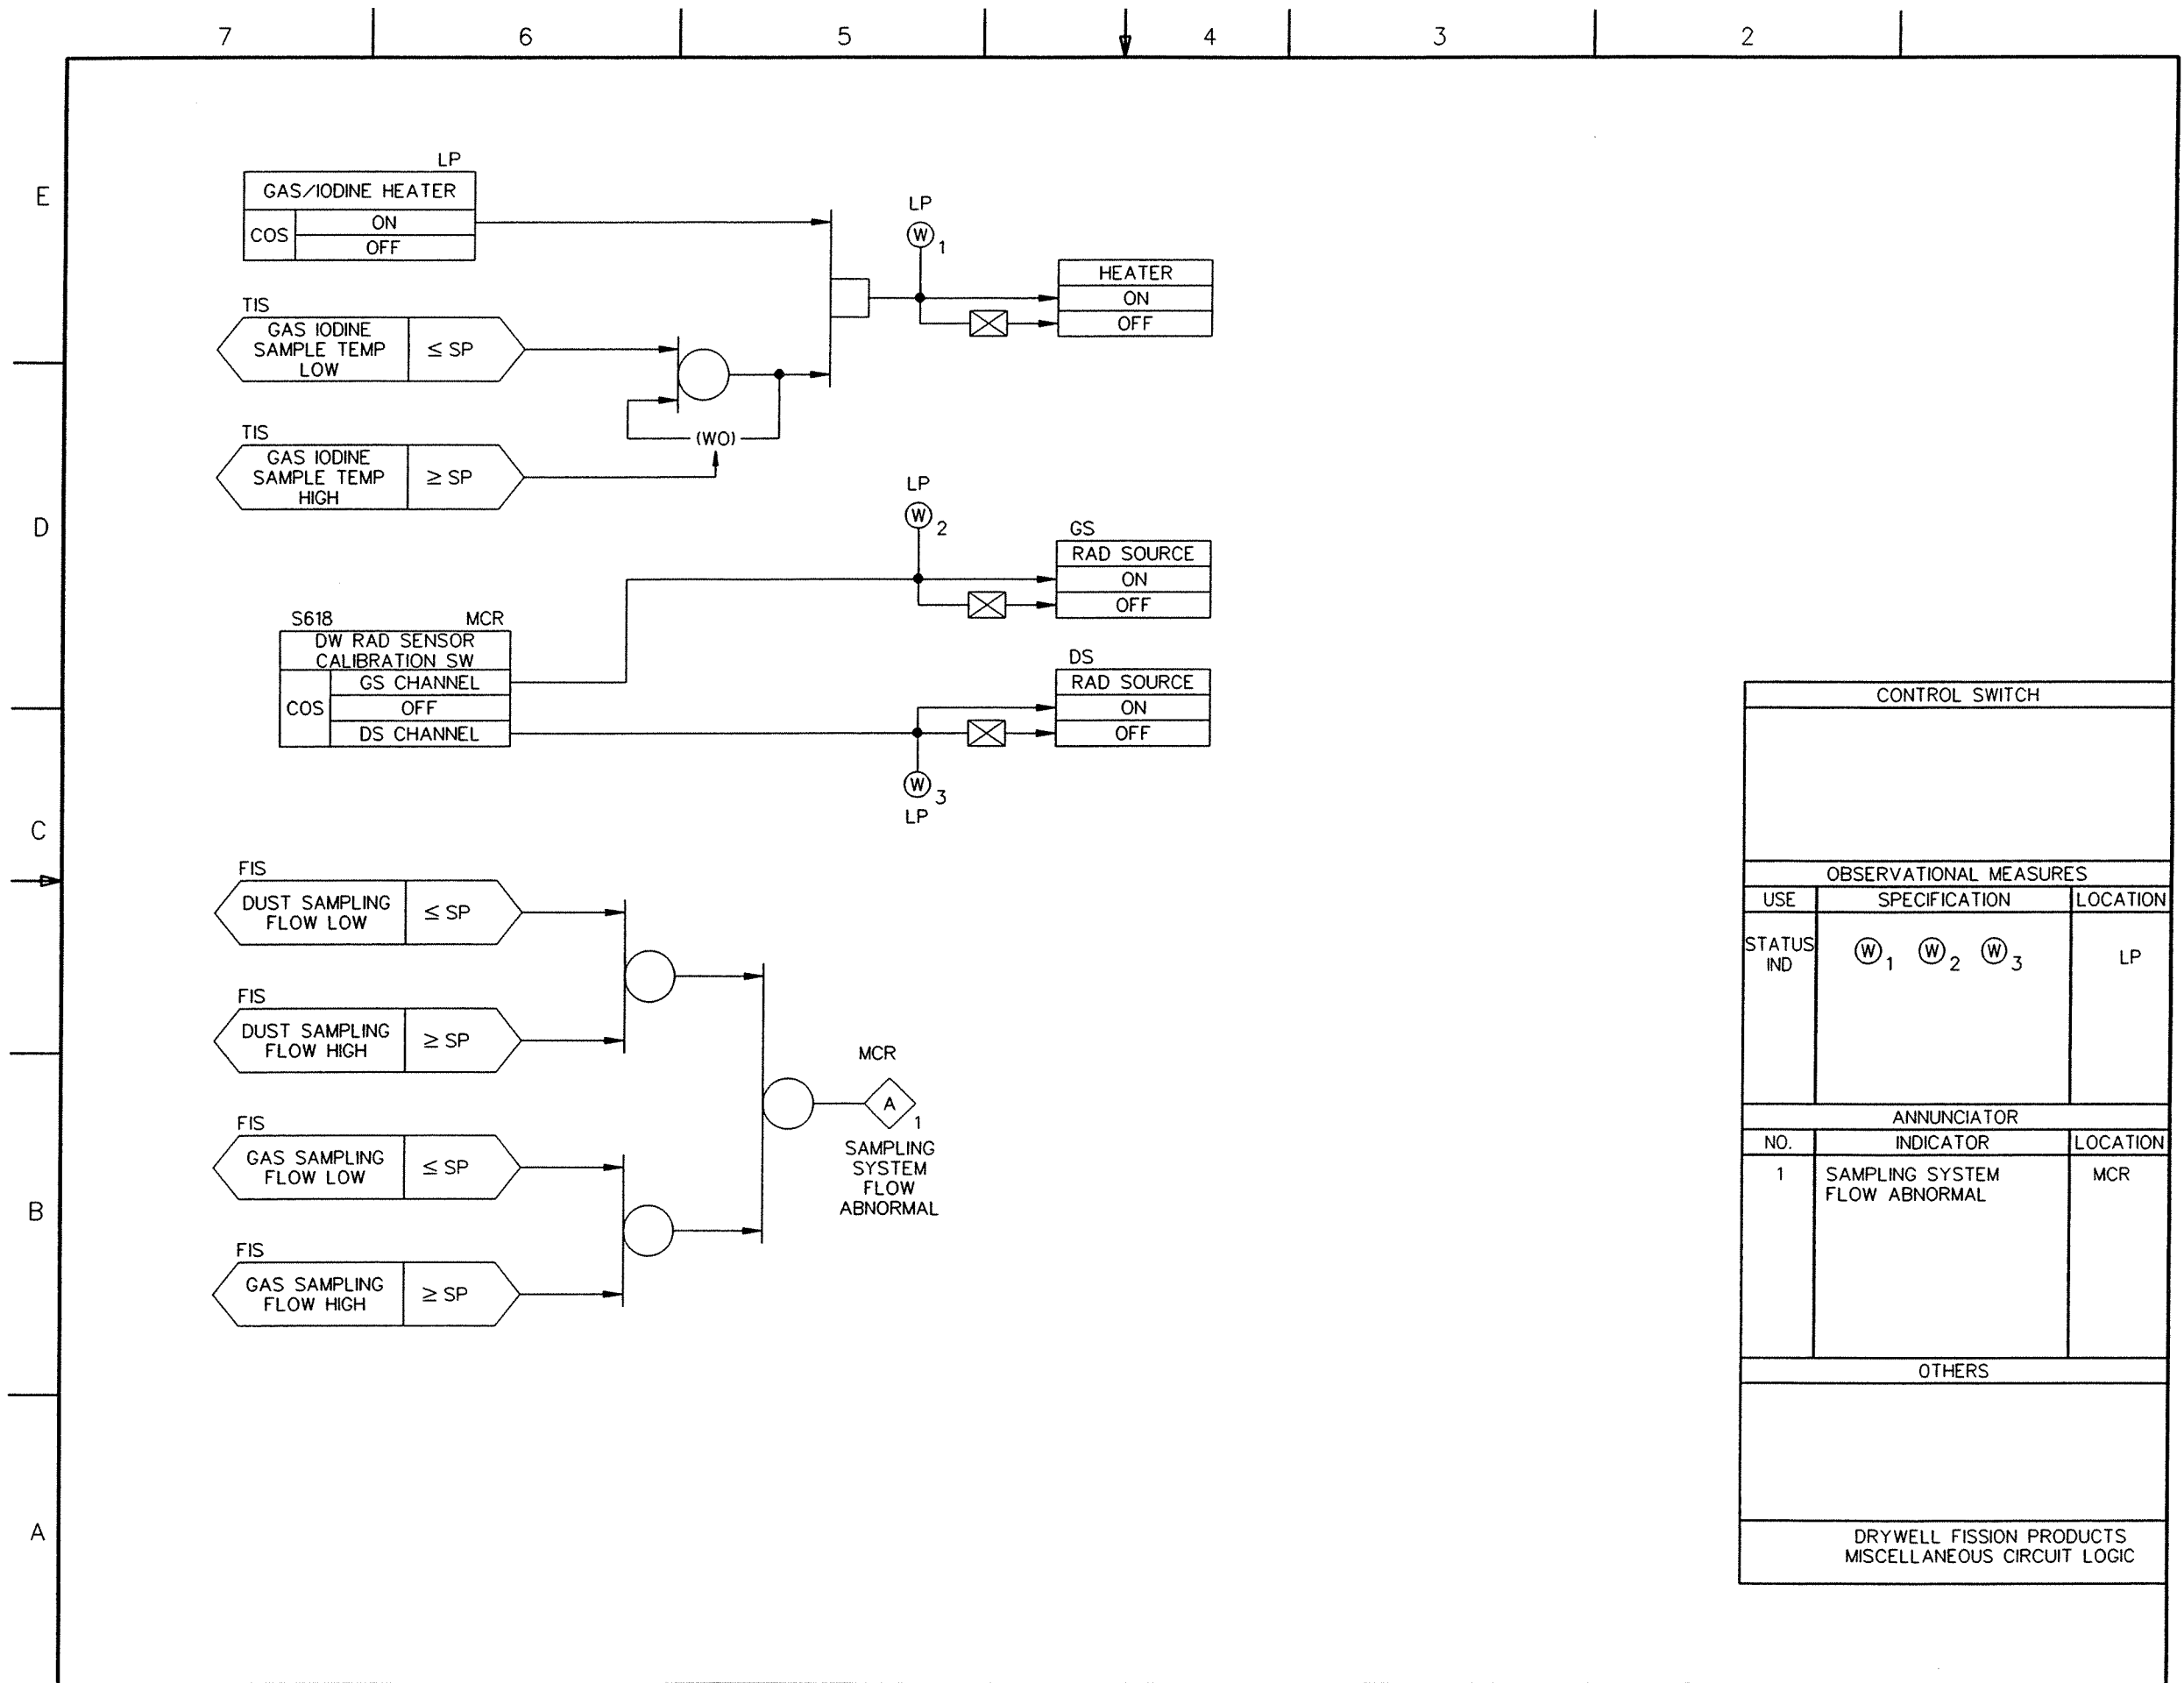 7 6 5 4 3 2
E
D
C
B
A
LP
GAS/IODINE HEATER
COS
ON
OFF
TIS
GAS IODINE
SAMPLE TEMP
LOW
≤ SP
TIS
GAS IODINE
SAMPLE TEMP
HIGH
≥ SP
(WO)
LP
W 1
HEATER
ON
OFF
LP
W 2
GS
RAD SOURCE
ON
OFF
S618 MCR
DW RAD SENSOR
CALIBRATION SW
COS
GS CHANNEL
OFF
DS CHANNEL
DS
RAD SOURCE
ON
OFF
W 3
LP
FIS
DUST SAMPLING
FLOW LOW
≤ SP
FIS
DUST SAMPLING
FLOW HIGH
≥ SP
FIS
GAS SAMPLING
FLOW LOW
≤ SP
FIS
GAS SAMPLING
FLOW HIGH
≥ SP
MCR
A 1
SAMPLING
SYSTEM
FLOW
ABNORMAL
CONTROL SWITCH
OBSERVATIONAL MEASURES
USE SPECIFICATION LOCATION
STATUS
IND
W 1 W 2 W 3
LP
ANNUNCIATOR
NO. INDICATOR LOCATION
1 SAMPLING SYSTEM MCR
FLOW ABNORMAL
OTHERS
DRYWELL FISSION PRODUCTS
MISCELLANEOUS CIRCUIT LOGIC